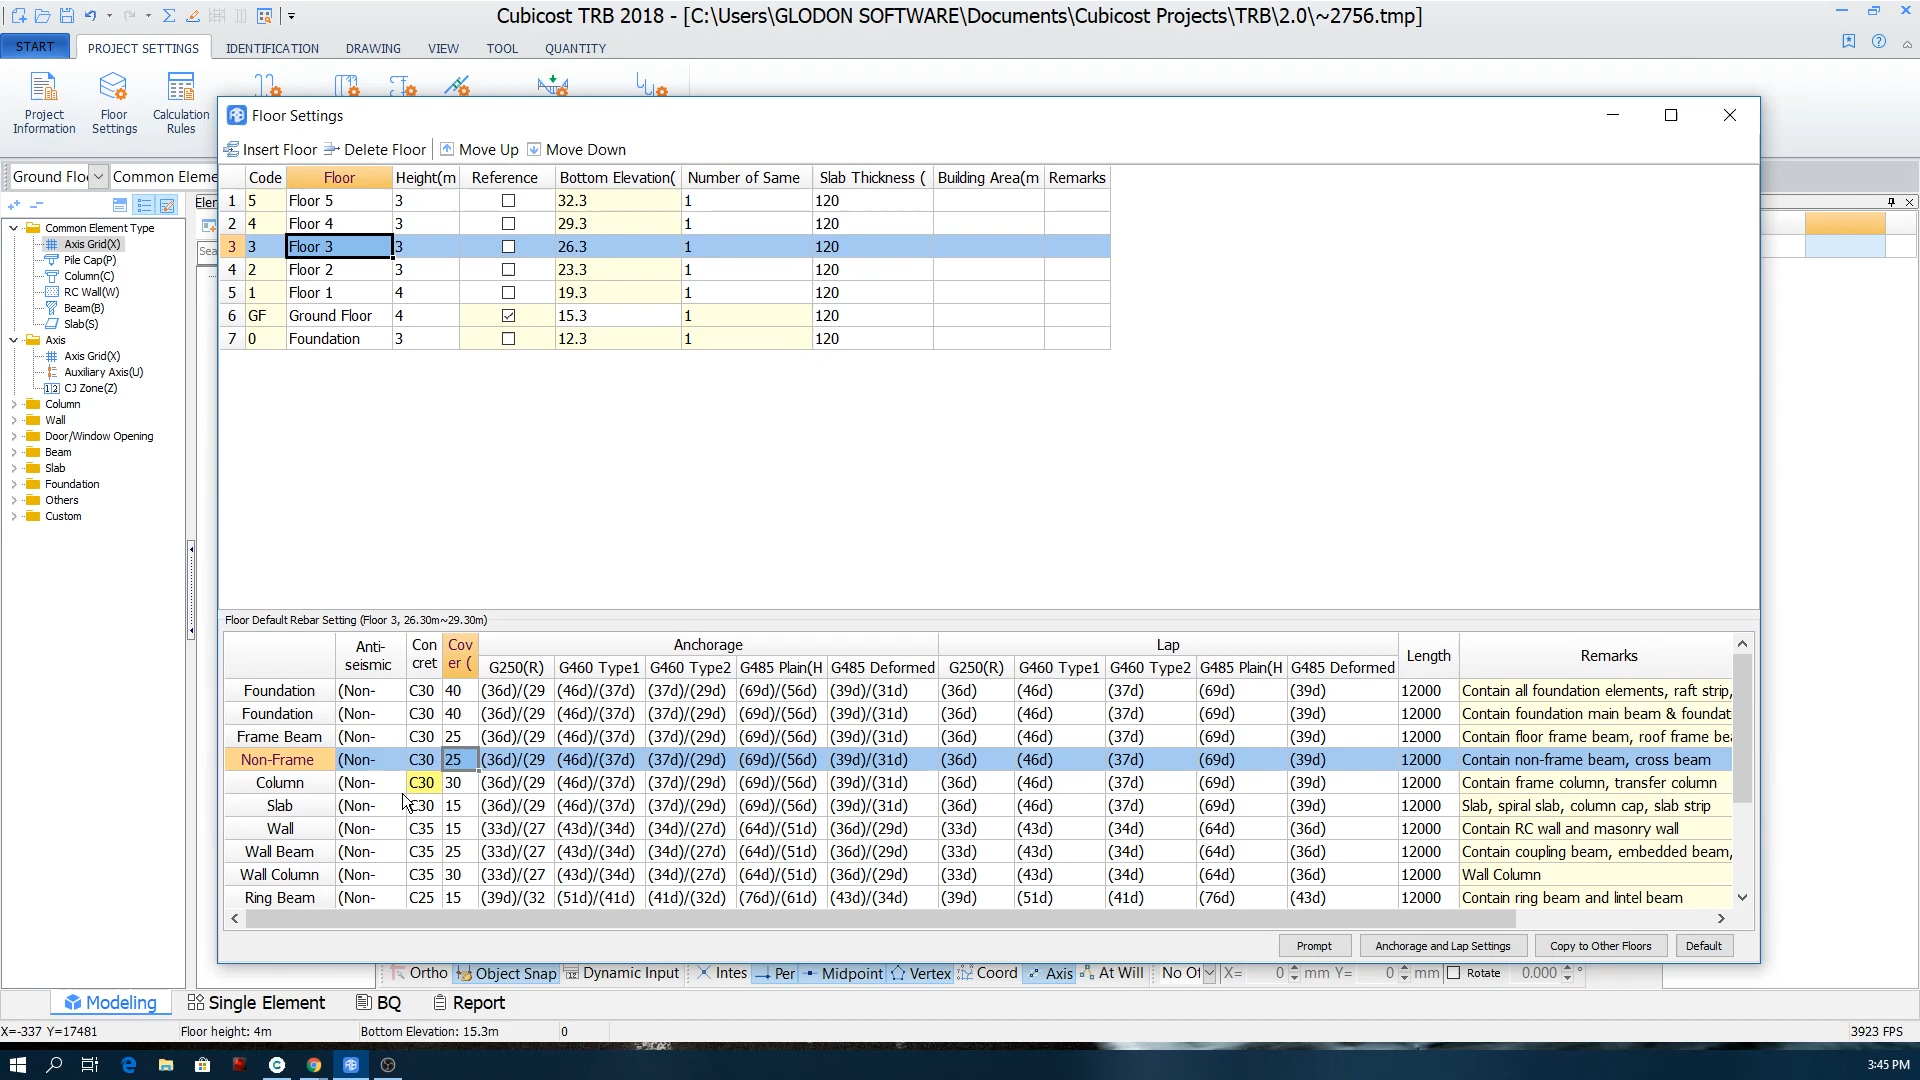 Cubicost TRB 2018 - [C:\Users\GLODON SOFTWARE\Documents\Cubicost Projects\TRB\2.0\~2756.tmp]
START PROJECT SETTINGS IDENTIFICATION DRAWING VIEW TOOL QUANTITY
Project Information
Floor Settings
Calculation Rules
Ground Flo Common Eleme
Common Element Type
Axis Grid(X)
Pile Cap(P)
Column(C)
RC Wall(W)
Beam(B)
Slab(S)
Axis
Axis Grid(X)
Auxiliary Axis(U)
CJ Zone(Z)
Column
Wall
Door/Window Opening
Beam
Slab
Foundation
Others
Custom
Elen
Sea
Floor Settings
Insert Floor Delete Floor Move Up Move Down
Code Floor Height(m Reference Bottom Elevation( Number of Same Slab Thickness ( Building Area(m Remarks
1 5 Floor 5 3 32.3 1 120
2 4 Floor 4 3 29.3 1 120
3 3 Floor 3 3 26.3 1 120
4 2 Floor 2 3 23.3 1 120
5 1 Floor 1 4 19.3 1 120
6 GF Ground Floor 4 15.3 1 120
7 0 Foundation 3 12.3 1 120
Floor Default Rebar Setting (Floor 3, 26.30m~29.30m)
Anti-seismic Con cret Cov er ( Anchorage Lap Length Remarks
G250(R) G460 Type1 G460 Type2 G485 Plain(H G485 Deformed G250(R) G460 Type1 G460 Type2 G485 Plain(H G485 Deformed
Foundation (Non- C30 40 (36d)/(29 (46d)/(37d) (37d)/(29d) (69d)/(56d) (39d)/(31d) (36d) (46d) (37d) (69d) (39d) 12000 Contain all foundation elements, raft strip,
Foundation (Non- C30 40 (36d)/(29 (46d)/(37d) (37d)/(29d) (69d)/(56d) (39d)/(31d) (36d) (46d) (37d) (69d) (39d) 12000 Contain foundation main beam & foundat
Frame Beam (Non- C30 25 (36d)/(29 (46d)/(37d) (37d)/(29d) (69d)/(56d) (39d)/(31d) (36d) (46d) (37d) (69d) (39d) 12000 Contain floor frame beam, roof frame be
Non-Frame (Non- C30 25 (36d)/(29 (46d)/(37d) (37d)/(29d) (69d)/(56d) (39d)/(31d) (36d) (46d) (37d) (69d) (39d) 12000 Contain non-frame beam, cross beam
Column (Non- C30 30 (36d)/(29 (46d)/(37d) (37d)/(29d) (69d)/(56d) (39d)/(31d) (36d) (46d) (37d) (69d) (39d) 12000 Contain frame column, transfer column
Slab (Non- C30 15 (36d)/(29 (46d)/(37d) (37d)/(29d) (69d)/(56d) (39d)/(31d) (36d) (46d) (37d) (69d) (39d) 12000 Slab, spiral slab, column cap, slab strip
Wall (Non- C35 15 (33d)/(27 (43d)/(34d) (34d)/(27d) (64d)/(51d) (36d)/(29d) (33d) (43d) (34d) (64d) (36d) 12000 Contain RC wall and masonry wall
Wall Beam (Non- C35 25 (33d)/(27 (43d)/(34d) (34d)/(27d) (64d)/(51d) (36d)/(29d) (33d) (43d) (34d) (64d) (36d) 12000 Contain coupling beam, embedded beam,
Wall Column (Non- C35 30 (33d)/(27 (43d)/(34d) (34d)/(27d) (64d)/(51d) (36d)/(29d) (33d) (43d) (34d) (64d) (36d) 12000 Wall Column
Ring Beam (Non- C25 15 (39d)/(32 (51d)/(41d) (41d)/(32d) (76d)/(61d) (43d)/(34d) (39d) (51d) (41d) (76d) (43d) 12000 Contain ring beam and lintel beam
Prompt Anchorage and Lap Settings Copy to Other Floors Default
Ortho Object Snap Dynamic Input Intes Per Midpoint Vertex Coord Axis At Will No Of X= 0 mm Y= 0 mm Rotate 0.000 °
Modeling Single Element BQ Report
X=-337 Y=17481 Floor height: 4m Bottom Elevation: 15.3m 0 3923 FPS
3:45 PM